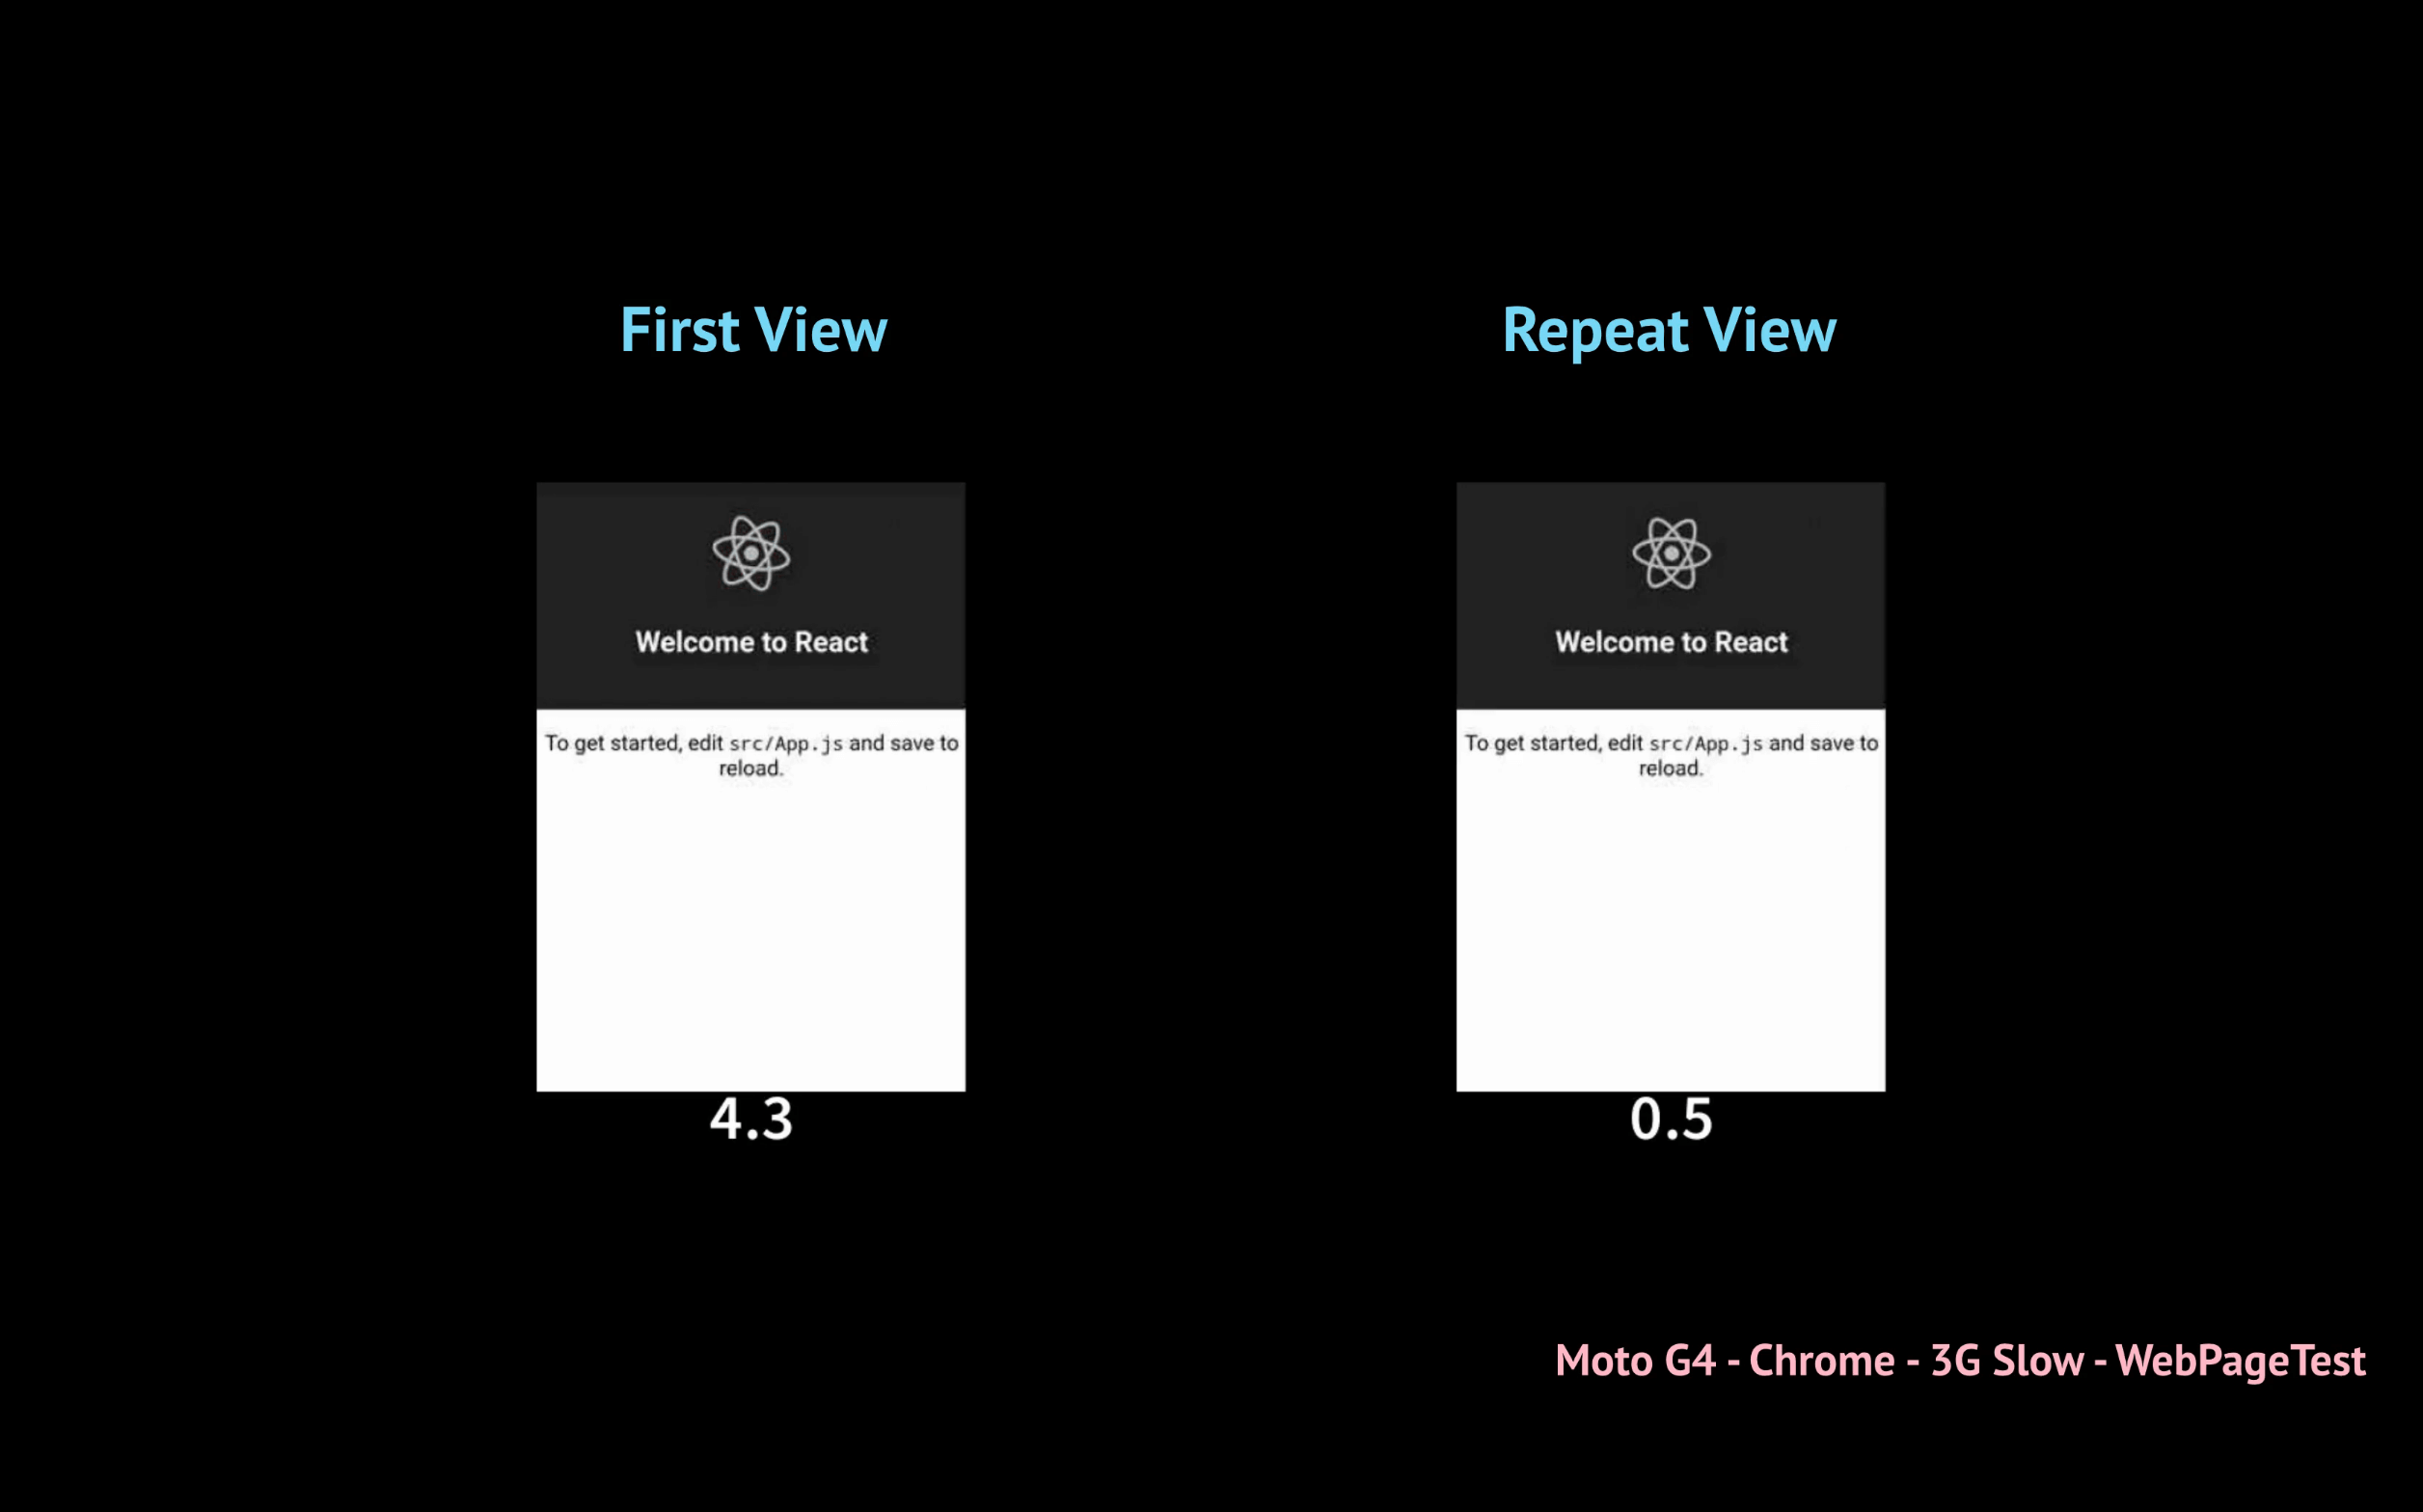 First View
Repeat View
Welcome to React
To get started, edit src/App.js and save to
reload.
4.3
Welcome to React
To get started, edit src/App.js and save to
reload.
0.5
Moto G4 - Chrome - 3G Slow - WebPageTest